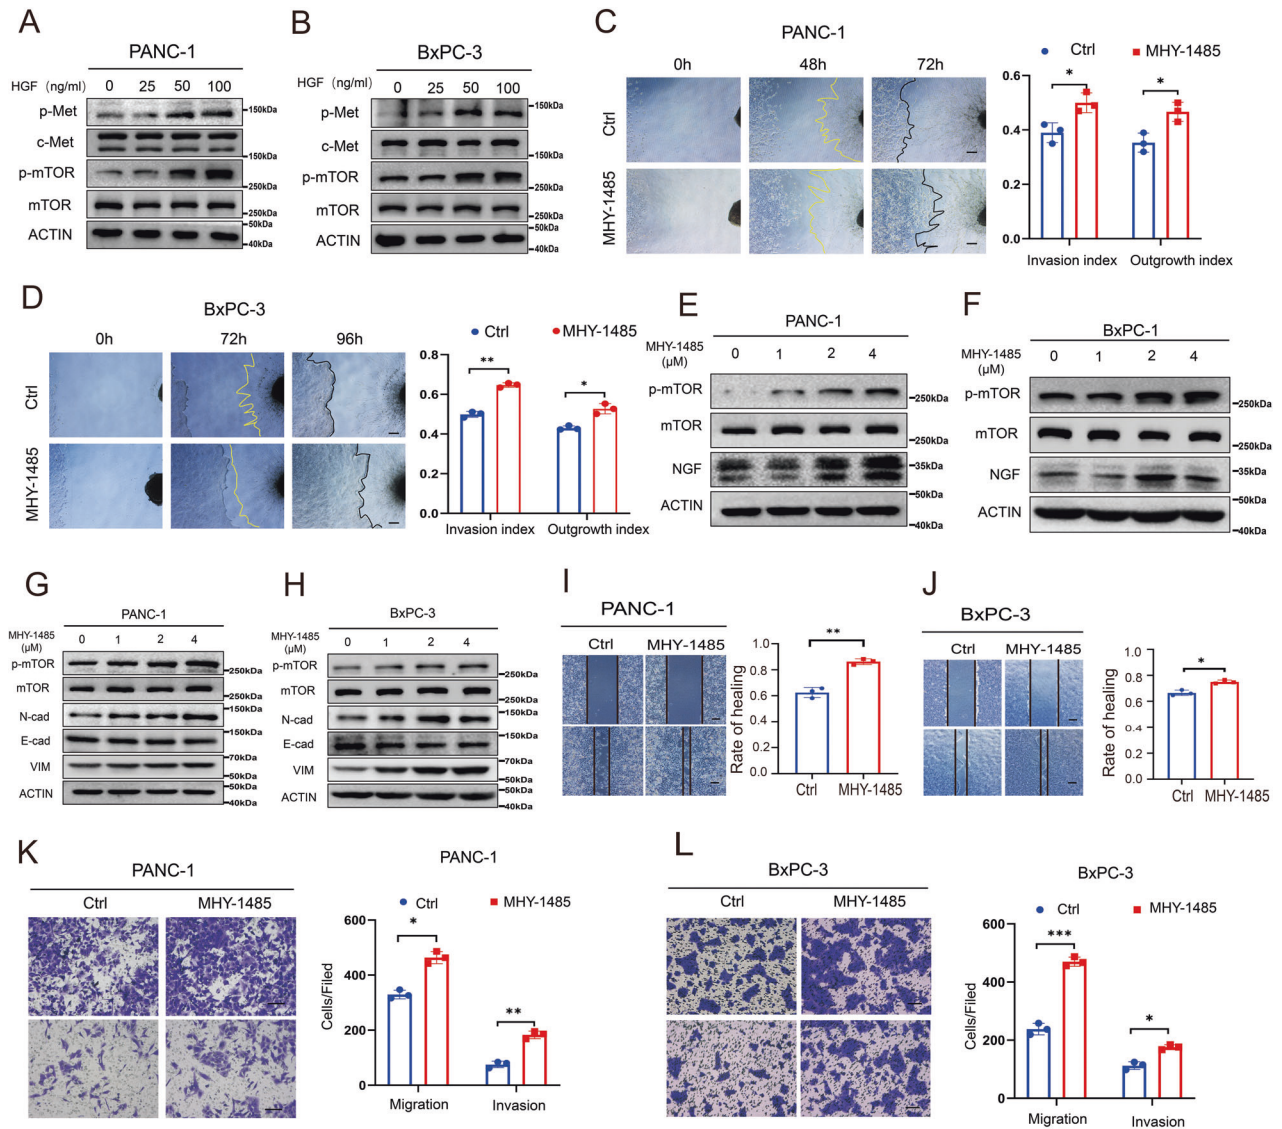 A
PANC-1
HGF (ng/ml) 0 25 50 100
p-Met
150kDa
c-Met
150kDa
p-mTOR
250kDa
mTOR
250kDa
50kDa
ACTIN
40kDa
B
BxPC-3
HGF (ng/ml) 0 25 50 100
p-Met
150kDa
c-Met
150kDa
p-mTOR
250kDa
mTOR
250kDa
50kDa
ACTIN
40kDa
C
PANC-1
0h 48h 72h
Ctrl
MHY-1485
Ctrl MHY-1485
0.6
0.4
0.2
0.0
* *
Invasion index Outgrowth index
D
BxPC-3
0h 72h 96h
Ctrl
MHY-1485
Ctrl MHY-1485
0.8
0.6
0.4
0.2
0.0
** *
Invasion index Outgrowth index
E
PANC-1
MHY-1485
(μM)
0 1 2 4
p-mTOR
250kDa
mTOR
250kDa
NGF
35kDa
50kDa
ACTIN
40kDa
F
BxPC-1
MHY-1485
(μM)
0 1 2 4
p-mTOR
250kDa
mTOR
250kDa
NGF
35kDa
50kDa
ACTIN
40kDa
G
PANC-1
MHY-1485
(μM)
0 1 2 4
p-mTOR
250kDa
mTOR
250kDa
150kDa
N-cad
150kDa
E-cad
70kDa
VIM
50kDa
50kDa
ACTIN
40kDa
H
BxPC-3
MHY-1485
(μM)
0 1 2 4
p-mTOR
250kDa
mTOR
250kDa
150kDa
N-cad
150kDa
E-cad
70kDa
VIM
50kDa
50kDa
ACTIN
40kDa
I
PANC-1
Ctrl MHY-1485
Rate of healing
1.0
0.8
0.6
0.4
0.2
0.0
**
Ctrl MHY-1485
J
BxPC-3
Ctrl MHY-1485
Rate of healing
1.0
0.8
0.6
0.4
0.2
0.0
*
Ctrl MHY-1485
K
PANC-1
Ctrl MHY-1485
PANC-1
Ctrl MHY-1485
Cells/Filed
600
400
200
0
* **
Migration Invasion
L
BxPC-3
Ctrl MHY-1485
BxPC-3
Ctrl MHY-1485
Cells/Filed
600
400
200
0
*** *
Migration Invasion